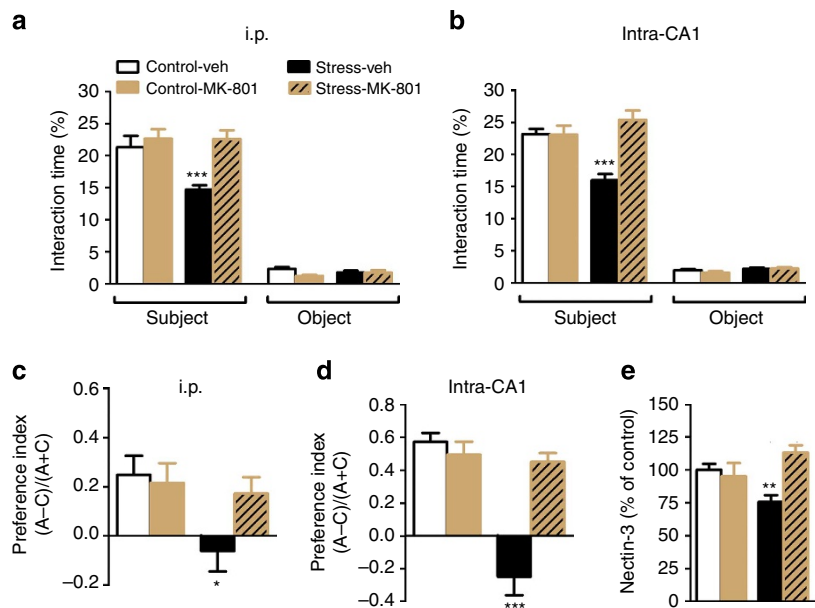 a
i.p.
Control-veh
Stress-veh
Control-MK-801
Stress-MK-801
Interaction time (%)
30
25
20
15
10
5
0
***
Subject
Object
b
Intra-CA1
Interaction time (%)
30
25
20
15
10
5
0
***
Subject
Object
c
i.p.
Preference index
(A–C)/(A+C)
0.6
0.4
0.2
0.0
–0.2
*
d
Intra-CA1
Preference index
(A–C)/(A+C)
0.8
0.6
0.4
0.2
0.0
–0.2
–0.4
***
e
Nectin-3 (% of control)
150
125
100
75
50
25
0
**